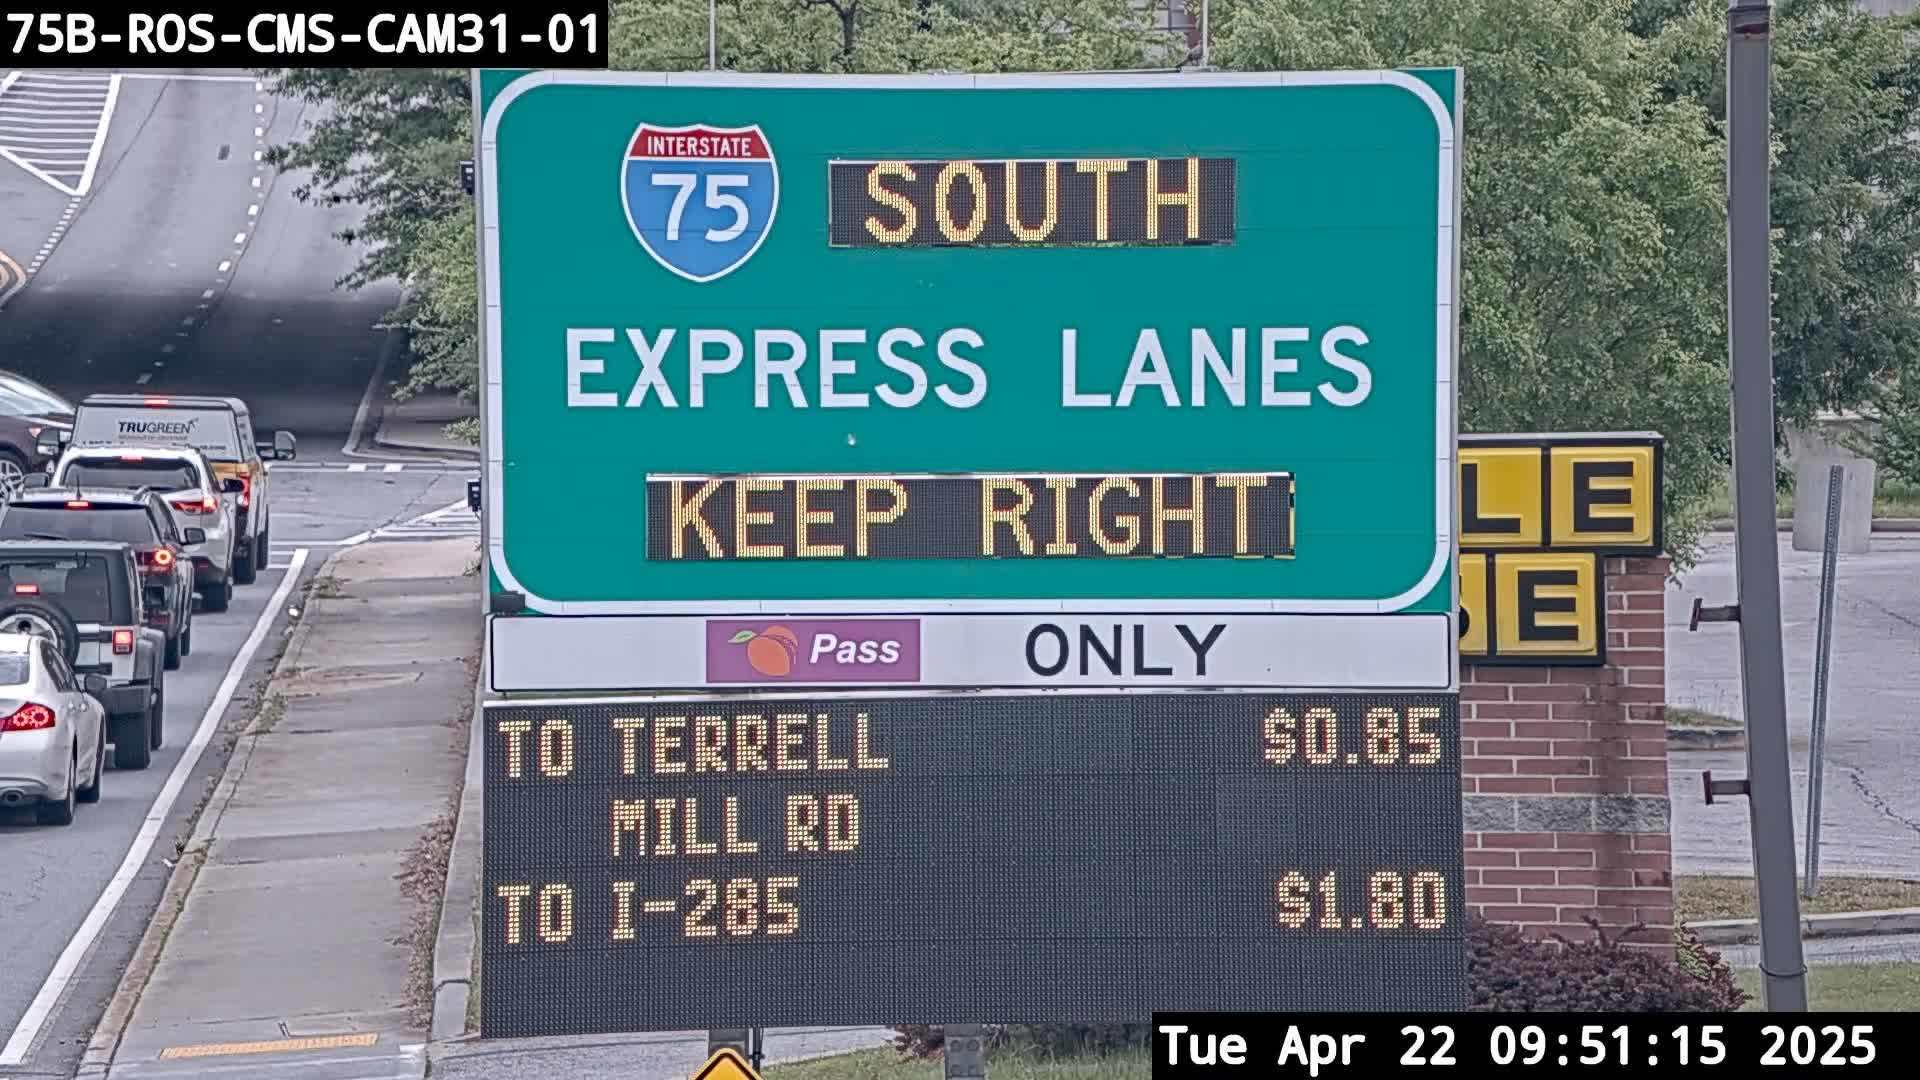 75B-ROS-CMS-CAM31-01
INTERSTATE
75
SOUTH
EXPRESS LANES
KEEP RIGHT
Pass ONLY
TO TERRELL $0.85
MILL RD
TO I-285 $1.80
TRUGREEN
LE
E
Tue Apr 22 09:51:15 2025